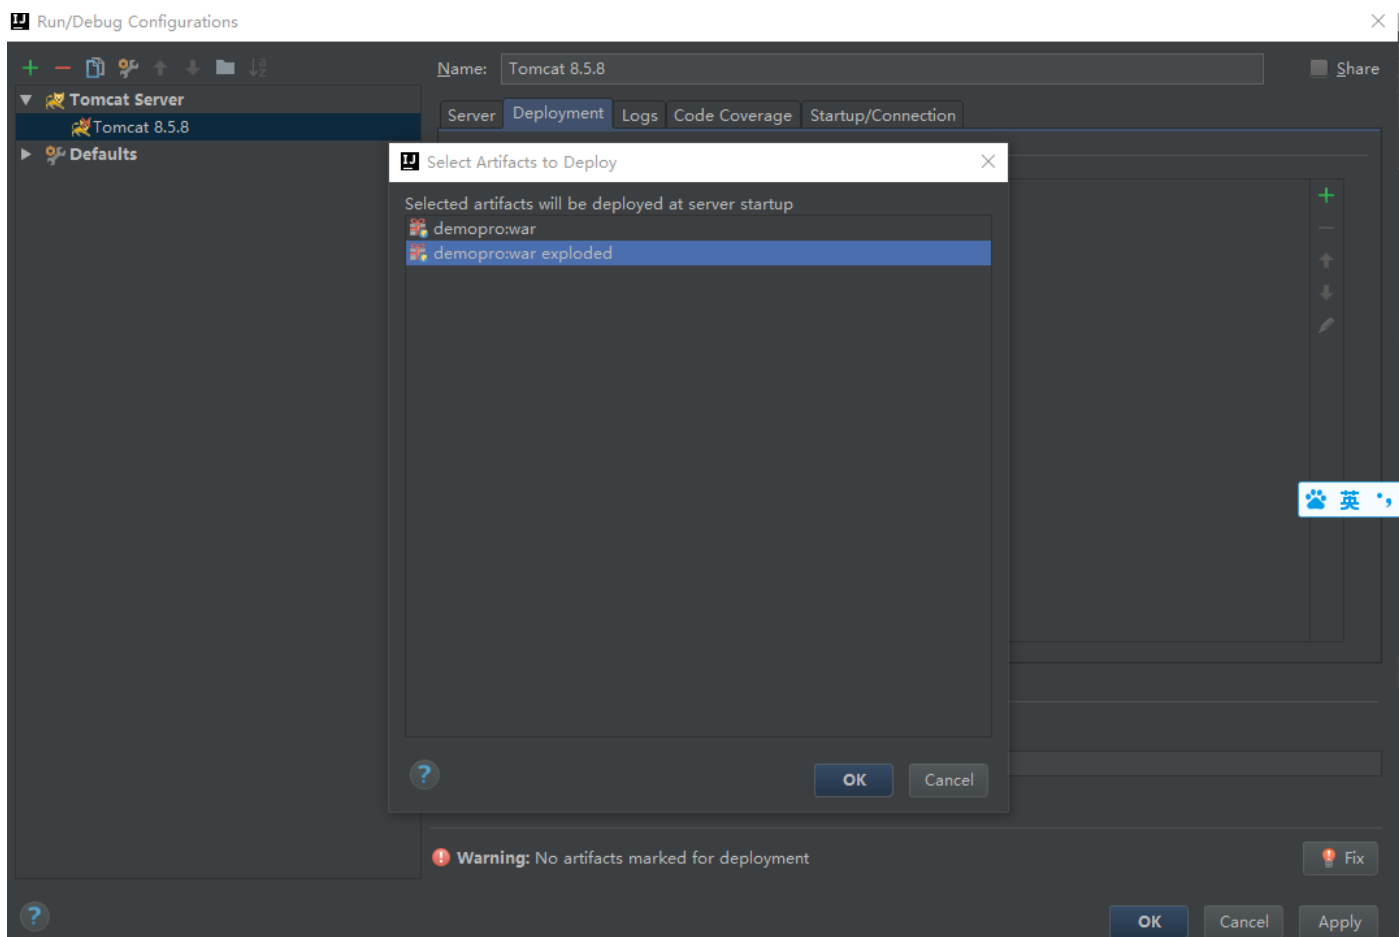 Run/Debug Configurations
Name: Tomcat 8.5.8
Share
Tomcat Server
Tomcat 8.5.8
Defaults
Server Deployment Logs Code Coverage Startup/Connection
Select Artifacts to Deploy
Selected artifacts will be deployed at server startup
demopro:war
demopro:war exploded
英
OK Cancel
Warning: No artifacts marked for deployment
Fix
OK Cancel Apply